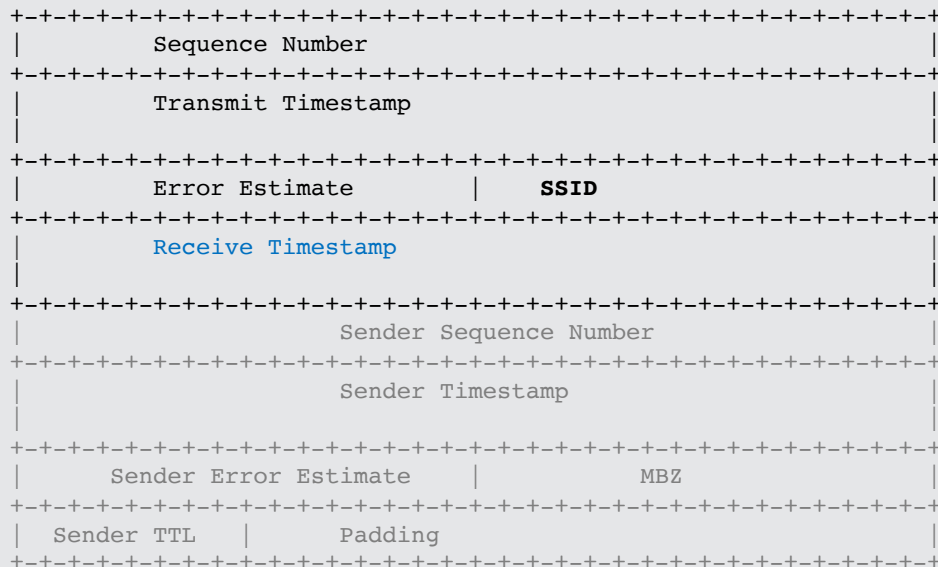 +-+-+-+-+-+-+-+-+-+-+-+-+-+-+-+-+-+-+-+-+-+-+-+-+-+-+-+-+-+-+-+-+
|         Sequence Number                                       |
+-+-+-+-+-+-+-+-+-+-+-+-+-+-+-+-+-+-+-+-+-+-+-+-+-+-+-+-+-+-+-+-+
|         Transmit Timestamp                                    |
|                                                               |
+-+-+-+-+-+-+-+-+-+-+-+-+-+-+-+-+-+-+-+-+-+-+-+-+-+-+-+-+-+-+-+-+
|         Error Estimate        |    SSID                       |
+-+-+-+-+-+-+-+-+-+-+-+-+-+-+-+-+-+-+-+-+-+-+-+-+-+-+-+-+-+-+-+-+
|         Receive Timestamp                                     |
|                                                               |
+-+-+-+-+-+-+-+-+-+-+-+-+-+-+-+-+-+-+-+-+-+-+-+-+-+-+-+-+-+-+-+-+
|                      Sender Sequence Number                   |
+-+-+-+-+-+-+-+-+-+-+-+-+-+-+-+-+-+-+-+-+-+-+-+-+-+-+-+-+-+-+-+-+
|                      Sender Timestamp                         |
|                                                               |
+-+-+-+-+-+-+-+-+-+-+-+-+-+-+-+-+-+-+-+-+-+-+-+-+-+-+-+-+-+-+-+-+
|      Sender Error Estimate    |           MBZ                 |
+-+-+-+-+-+-+-+-+-+-+-+-+-+-+-+-+-+-+-+-+-+-+-+-+-+-+-+-+-+-+-+-+
|  Sender TTL   |      Padding                                  |
+-+-+-+-+-+-+-+-+-+-+-+-+-+-+-+-+-+-+-+-+-+-+-+-+-+-+-+-+-+-+-+-+